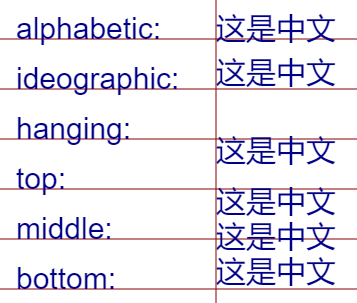 alphabetic: 这是中文
ideographic: 这是中文
hanging: 这是中文
top: 这是中文
middle: 这是中文
bottom: 这是中文